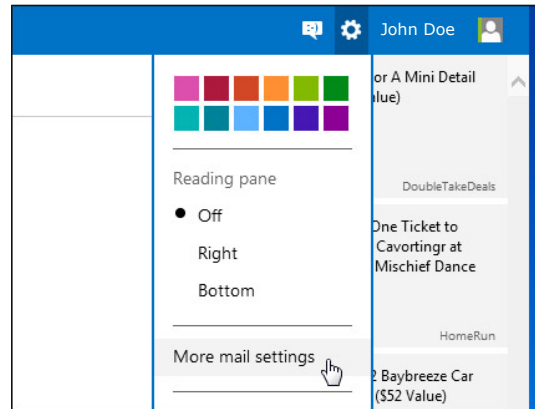 John Doe
Reading pane
Off
Right
Bottom
More mail settings
or A Mini Detail
lue)
DoubleTakeDeals
One Ticket to
Cavortingr at
Mischief Dance
HomeRun
2 Baybreeze Car
($52 Value)